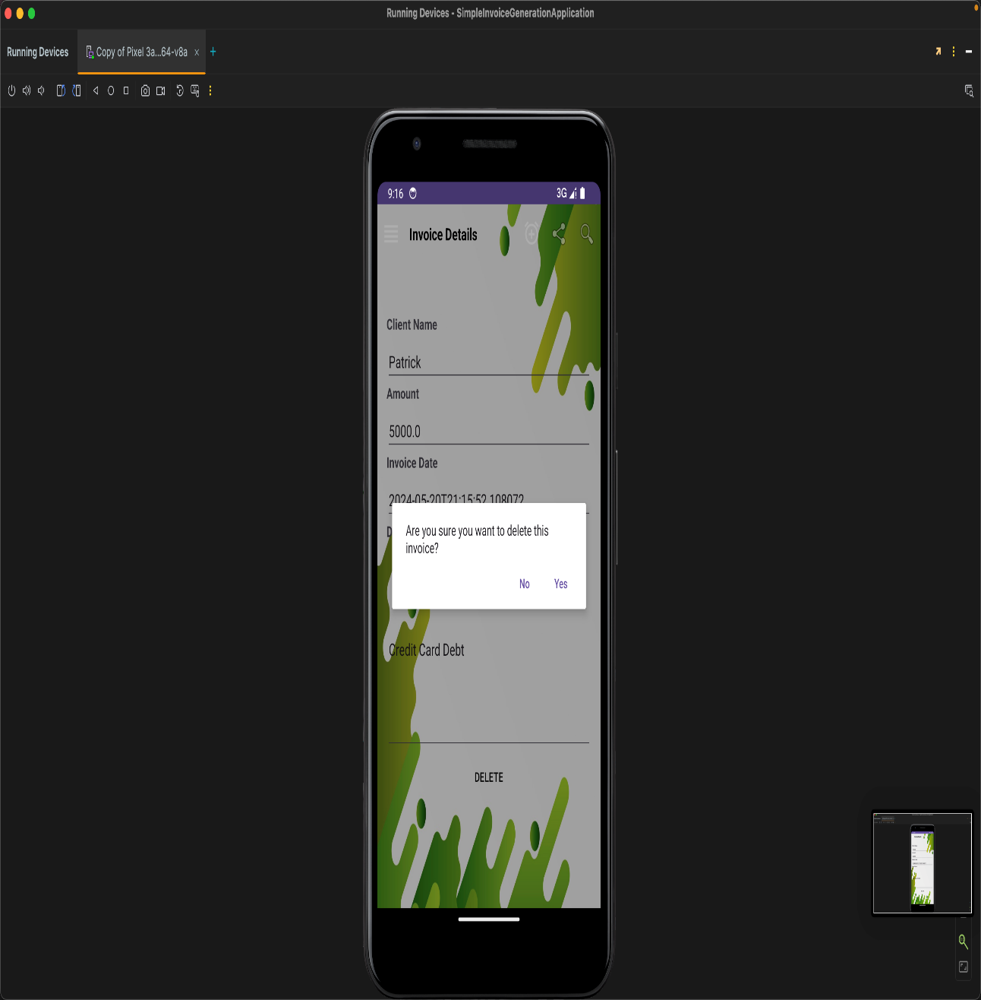 Running Devices - SimpleInvoiceGenerationApplication
Running Devices
Copy of Pixel 3a...64-v8a
9:16
3G
Invoice Details
Client Name
Patrick
Amount
5000.0
Invoice Date
2024-05-20T21:15:52.108072
D
Are you sure you want to delete this
invoice?
No Yes
Credit Card Debt
DELETE